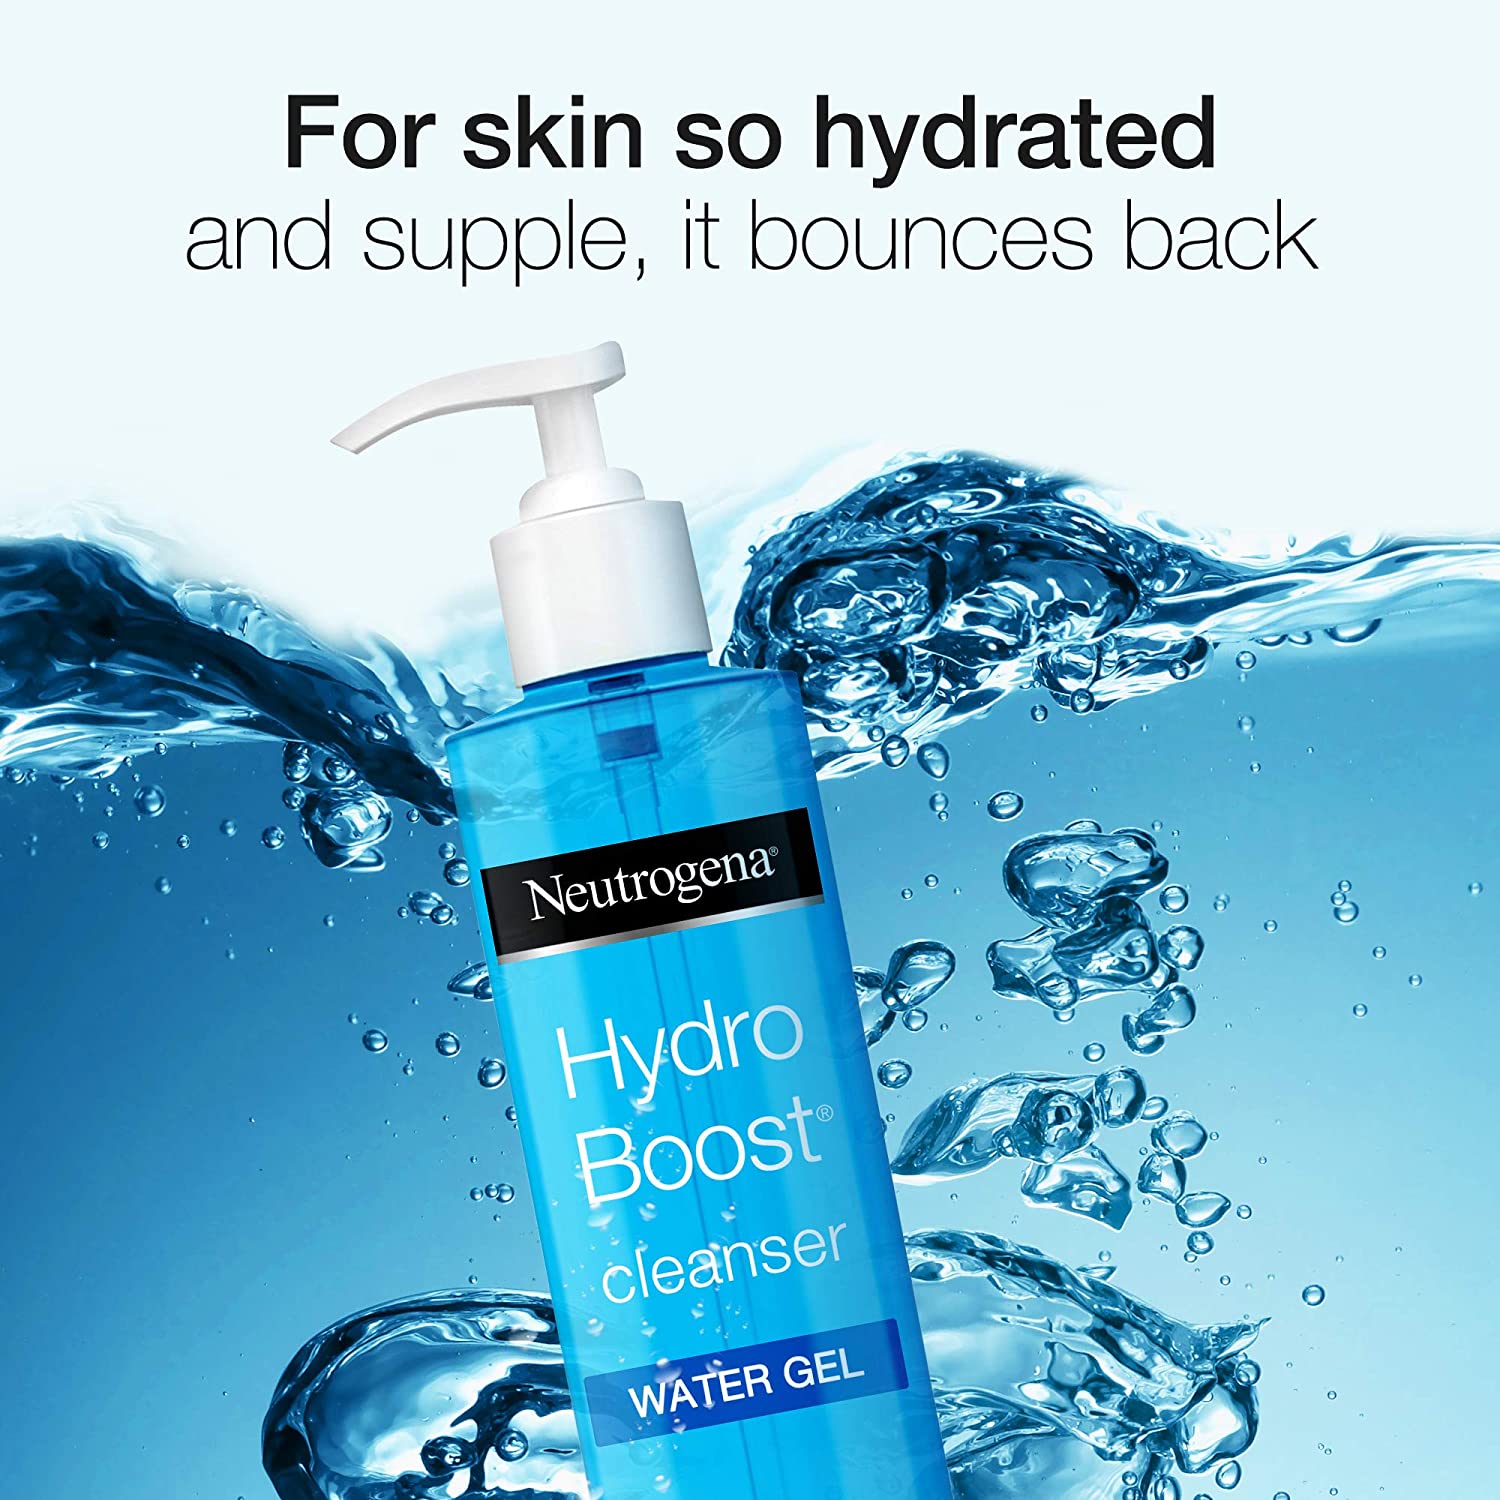 For skin so hydrated
and supple, it bounces back
Neutrogena®
Hydro
Boost®
cleanser
WATER GEL